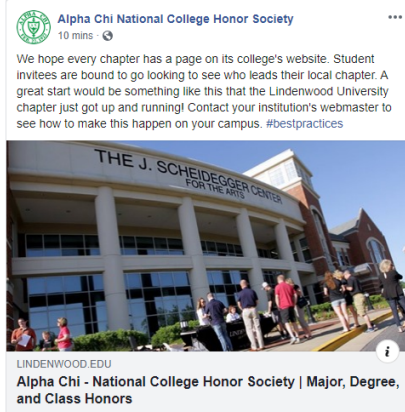 Alpha Chi National College Honor Society
10 mins ·
We hope every chapter has a page on its college's website. Student
invitees are bound to go looking to see who leads their local chapter. A
great start would be something like this that the Lindenwood University
chapter just got up and running! Contact your institution's webmaster to
see how to make this happen on your campus. #bestpractices
THE J. SCHEIDEGGER CENTER
FOR THE ARTS
LINDENWOOD.EDU
Alpha Chi - National College Honor Society | Major, Degree,
and Class Honors